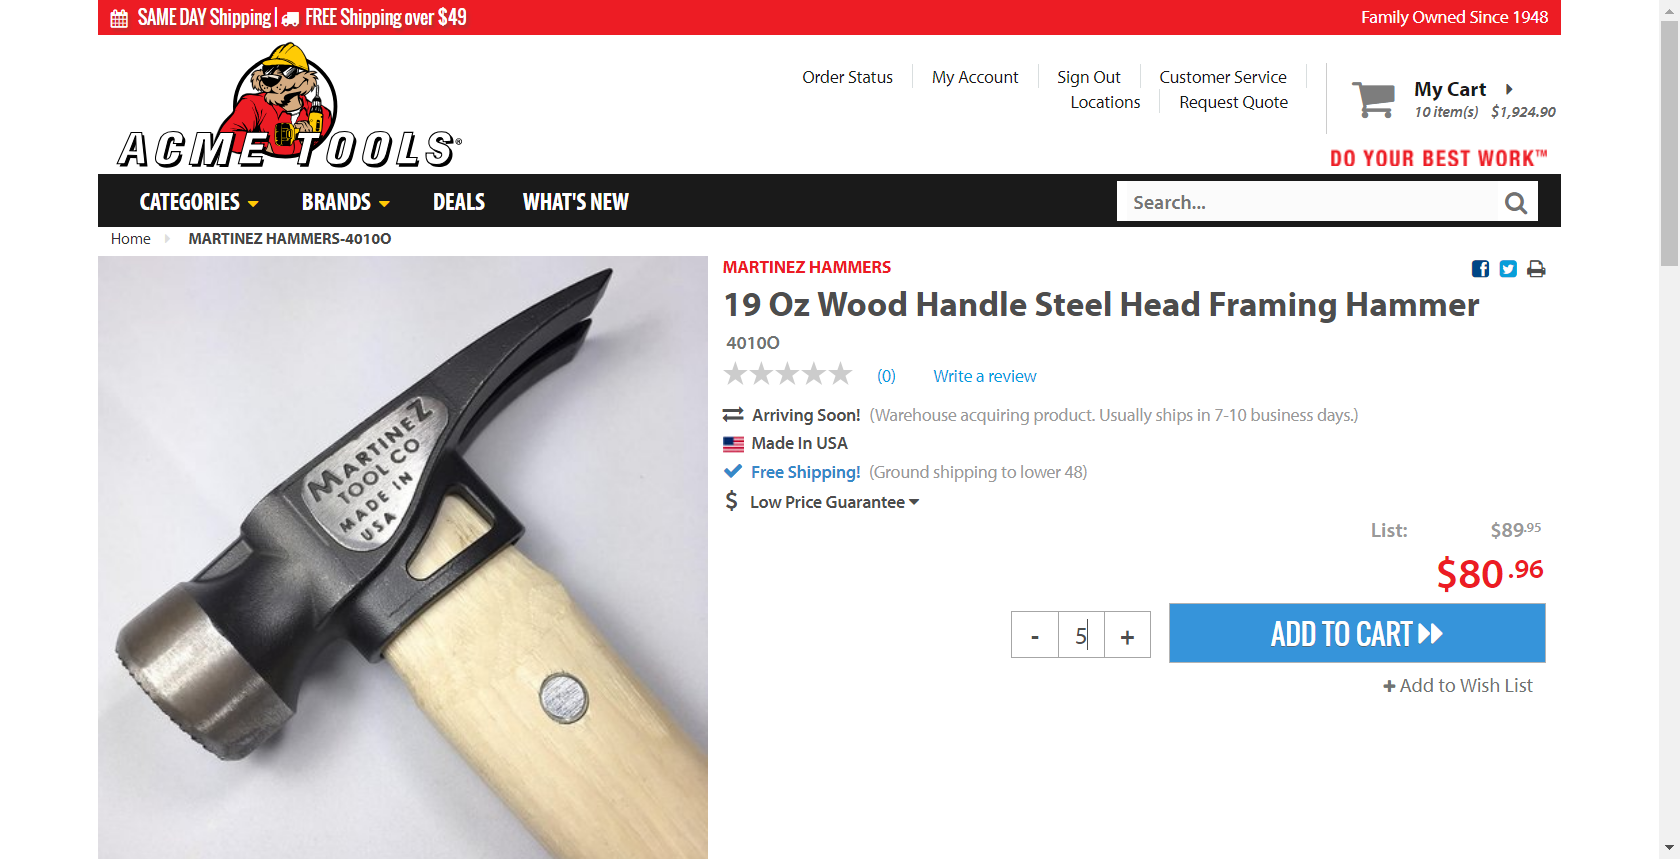 SAME DAY Shipping | FREE Shipping over $49
Family Owned Since 1948
ACME TOOLS®
Order Status
My Account
Sign Out
Customer Service
Locations
Request Quote
My Cart
10 item(s) $1,924.90
DO YOUR BEST WORK™
CATEGORIES
BRANDS
DEALS
WHAT'S NEW
Search...
Home
MARTINEZ HAMMERS-4010O
MARTINEZ HAMMERS
19 Oz Wood Handle Steel Head Framing Hammer
4010O
(0)
Write a review
Arriving Soon! (Warehouse acquiring product. Usually ships in 7-10 business days.)
Made In USA
Free Shipping! (Ground shipping to lower 48)
$ Low Price Guarantee
List: $89.95
$80.96
- 5 +
ADD TO CART
+ Add to Wish List
MARTINEZ
TOOL CO
MADE IN
USA